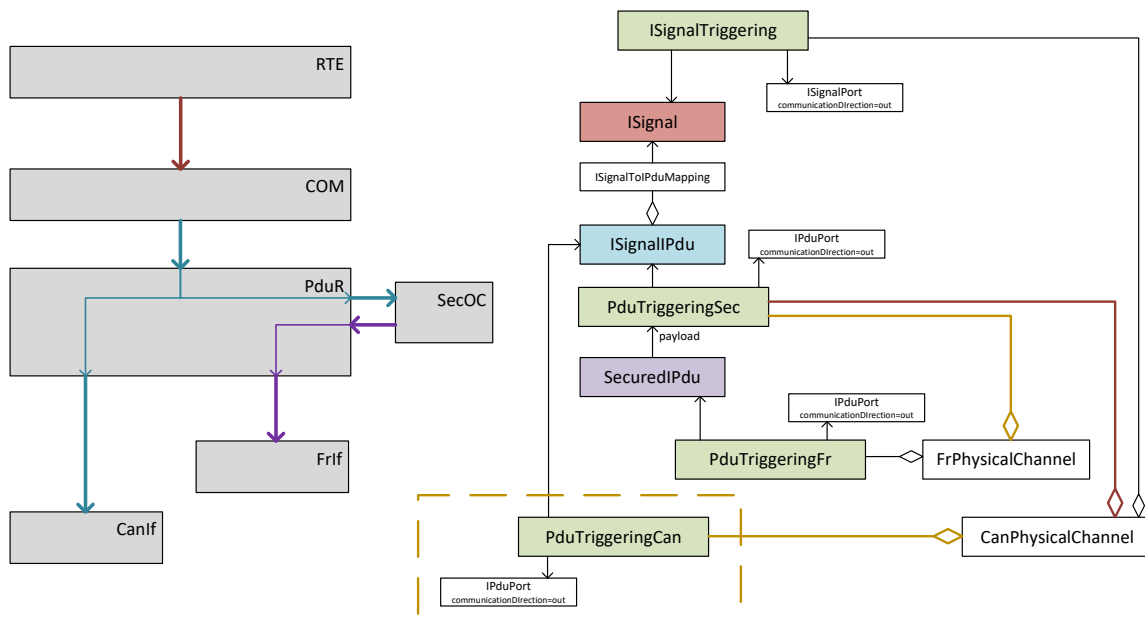 RTE
COM
PduR
SecOC
FrIf
CanIf
ISignalTriggering
ISignalPort
communicationDIrection=out
ISignal
ISignalToIPduMapping
ISignalIPdu
IPduPort
communicationDIrection=out
PduTriggeringSec
payload
SecuredIPdu
IPduPort
communicationDIrection=out
PduTriggeringFr
FrPhysicalChannel
PduTriggeringCan
CanPhysicalChannel
IPduPort
communicationDIrection=out